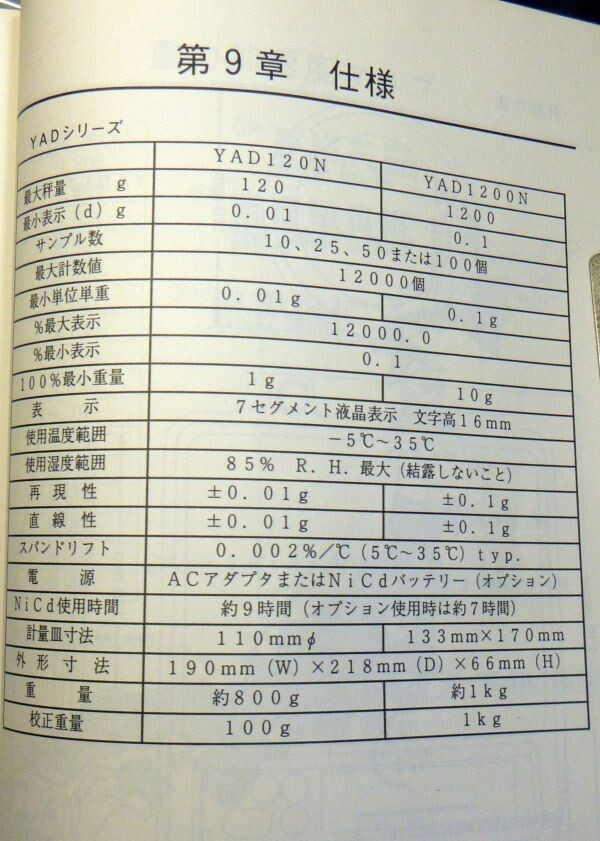 第9章 仕様
YADシリーズ
YAD120N YAD1200N
最大秤量 g 120 1200
最小表示(d) g 0.01 0.1
サンプル数 10、25、50または100個
最大計数値 12000個
最小単位単重 0.01g 0.1g
%最大表示 12000.0
%最小表示 0.1
100%最小重量 1g 10g
表示 7セグメント液晶表示 文字高16mm
使用温度範囲 −5℃〜35℃
使用湿度範囲 85% R.H.最大(結露しないこと)
再現性 ±0.01g ±0.1g
直線性 ±0.01g ±0.1g
スパンドリフト 0.002%/℃(5℃〜35℃)typ.
電源 ACアダプタまたはNiCdバッテリー(オプション)
NiCd使用時間 約9時間(オプション使用時は約7時間)
計量皿寸法 110mmφ 133mm×170mm
外形寸法 190mm(W)×218mm(D)×66mm(H)
重量 約800g 約1kg
校正重量 100g 1kg